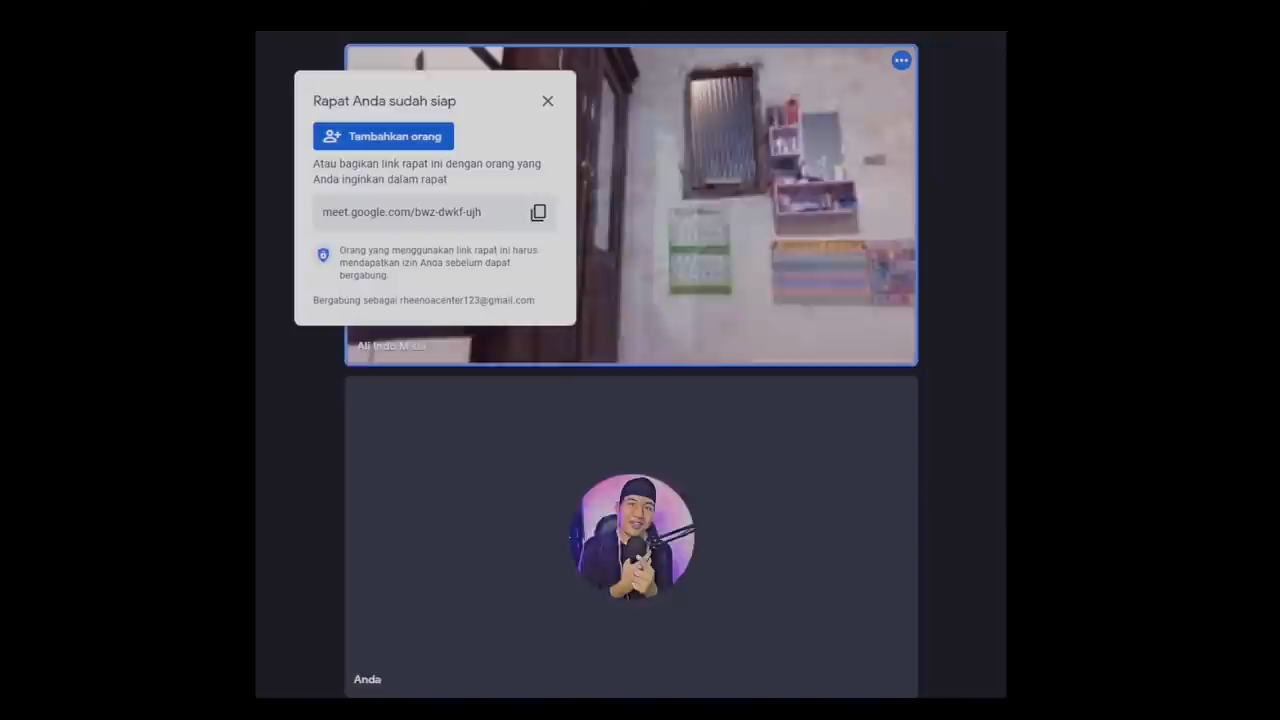 Rapat Anda sudah siap
Tambahkan orang
Atau bagikan link rapat ini dengan orang yang
Anda inginkan dalam rapat
meet.google.com/bwz-dwkf-ujh
Orang yang menggunakan link rapat ini harus
mendapatkan izin Anda sebelum dapat
bergabung.
Bergabung sebagai rheenoacenter123@gmail.com
Ali Indo
Anda